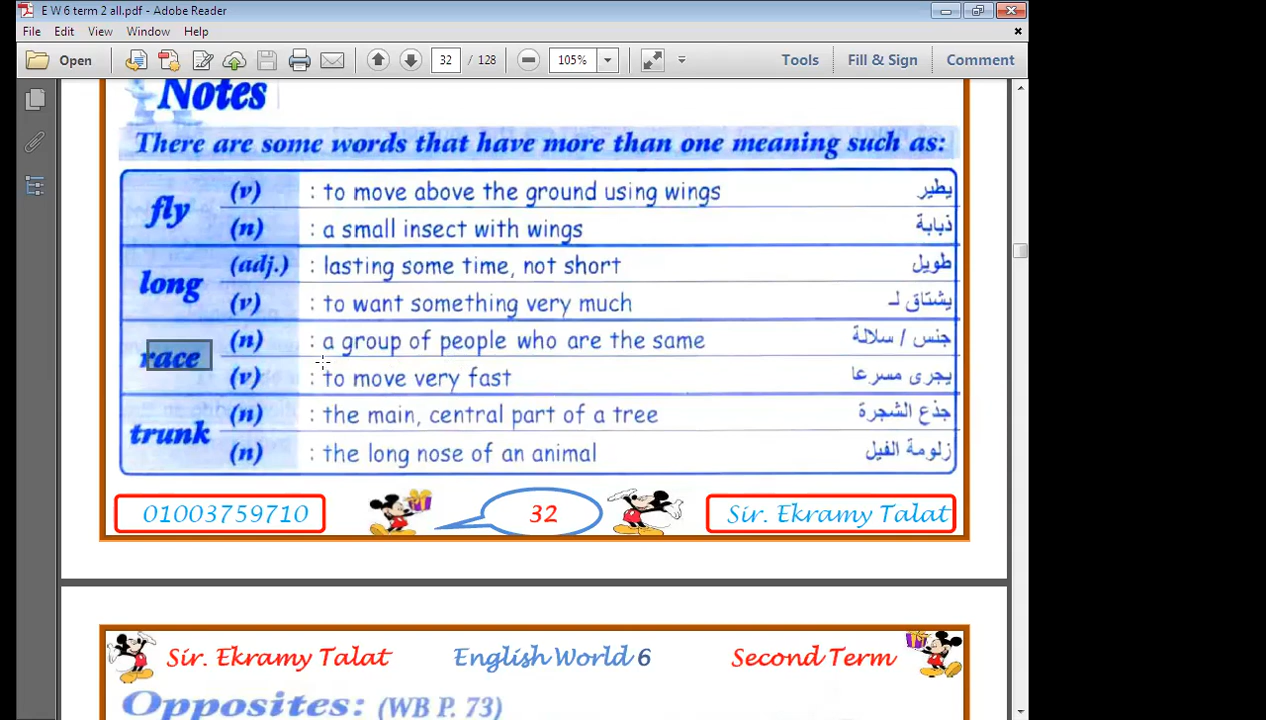 E W 6 term 2 all.pdf - Adobe Reader
File Edit View Window Help
Open 32 / 128 105% Tools Fill & Sign Comment
Notes
There are some words that have more than one meaning such as:
fly (v) : to move above the ground using wings يطير
(n) : a small insect with wings ذبابة
long (adj.) : lasting some time, not short طويل
(v) : to want something very much يشتاق لـ
race (n) : a group of people who are the same جنس / سلالة
(v) : to move very fast يجرى مسرعا
trunk (n) : the main, central part of a tree جذع الشجرة
(n) : the long nose of an animal زلومة الفيل
01003759710 32 Sir. Ekramy Talat
Sir. Ekramy Talat English World 6 Second Term
Opposites: (WB P. 73)